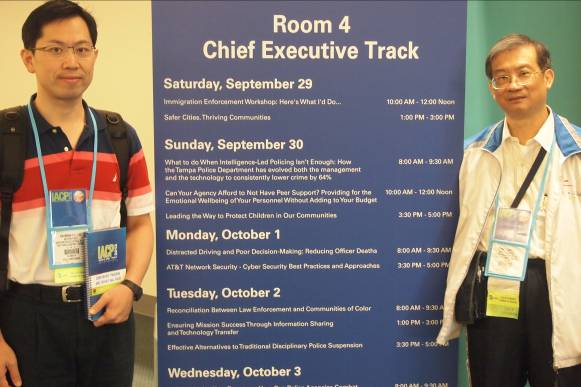 Room 4
Chief Executive Track
Saturday, September 29
Immigration Enforcement Workshop: Here's What I'd Do... 10:00 AM - 12:00 Noon
Safer Cities. Thriving Communities 1:00 PM - 3:00 PM
Sunday, September 30
What to do When Intelligence-Led Policing Isn't Enough: How 8:00 AM - 9:30 AM
the Tampa Police Department has evolved both the management
and the technology to consistently lower crime by 64%
Can Your Agency Afford to Not Have Peer Support? Providing for the 10:00 AM - 12:00 Noon
Emotional Wellbeing of Your Personnel Without Adding to Your Budget
Leading the Way to Protect Children in Our Communities 3:30 PM - 5:00 PM
Monday, October 1
Distracted Driving and Poor Decision-Making: Reducing Officer Deaths 8:00 AM - 9:30 AM
AT&T Network Security - Cyber Security Best Practices and Approaches 3:30 PM - 5:00 PM
Tuesday, October 2
Reconciliation Between Law Enforcement and Communities of Color 8:00 AM - 9:30 AM
Ensuring Mission Success Through Information Sharing 1:00 PM - 3:00 PM
and Technology Transfer
Effective Alternatives to Traditional Disciplinary Police Suspension 3:30 PM - 5:00 PM
Wednesday, October 3
8:00 AM - 9:30 AM
IACP
IACP